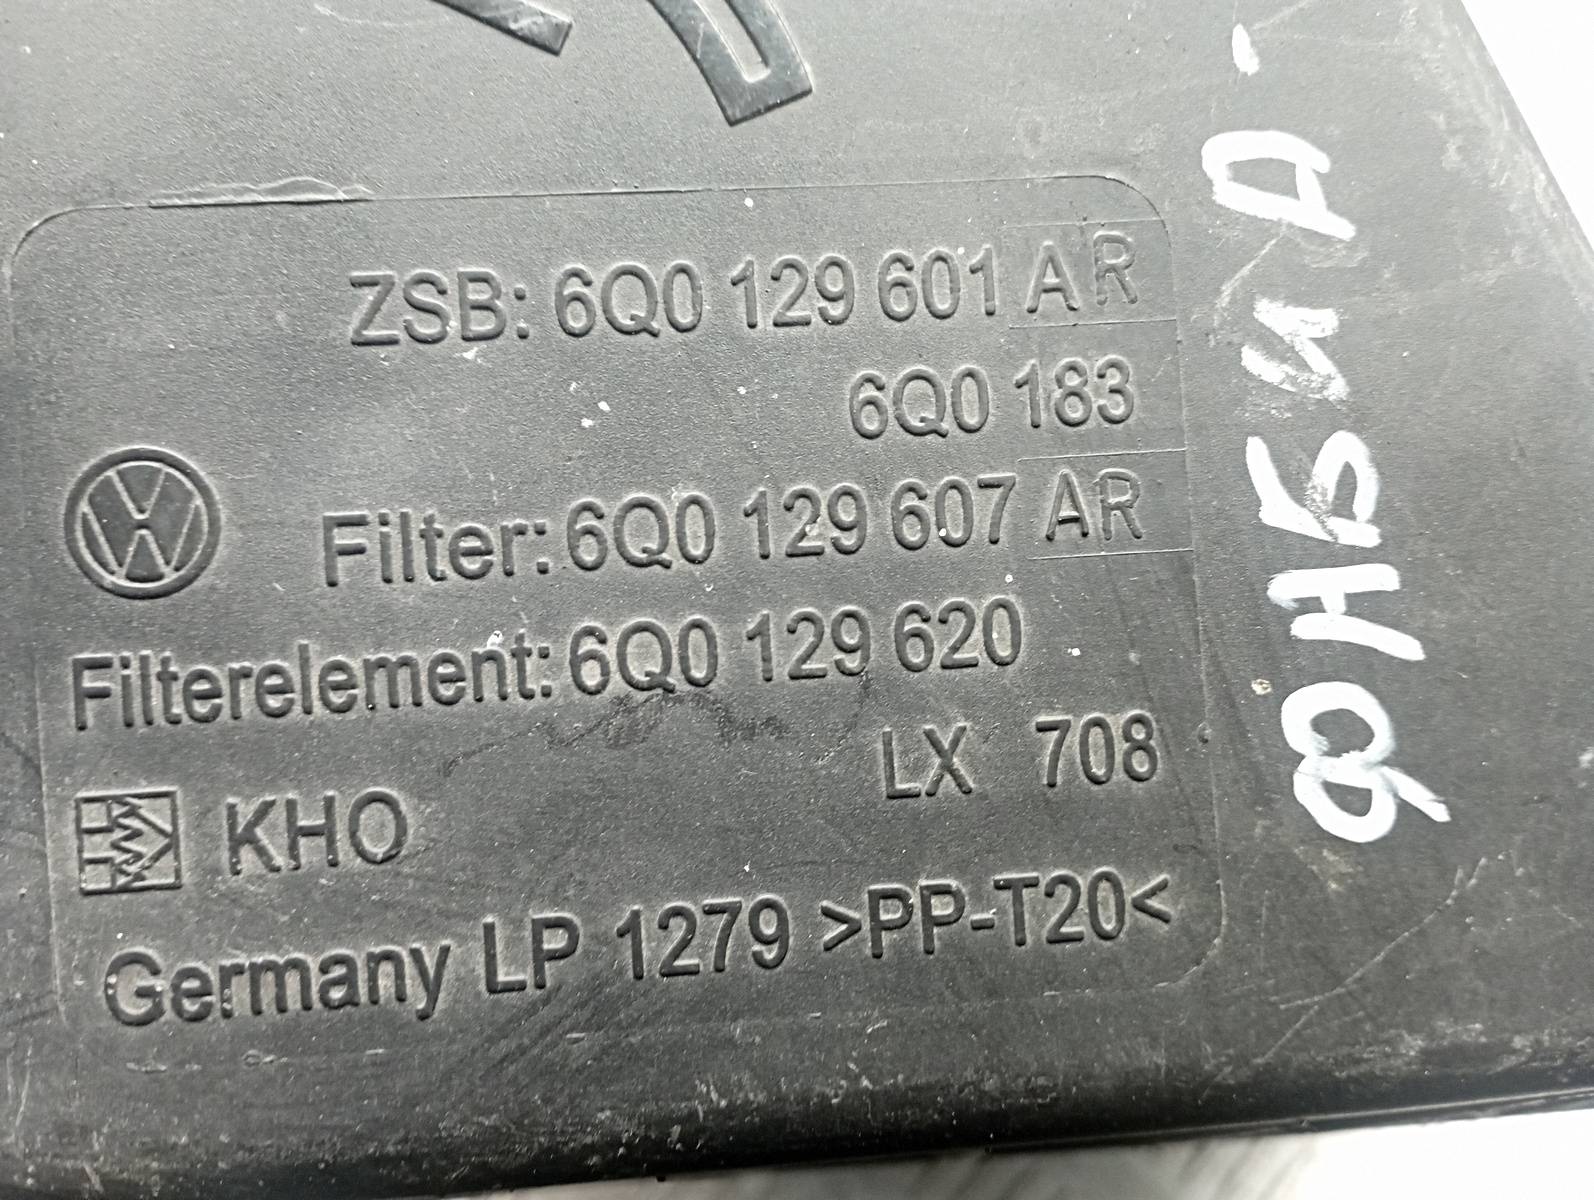 ZSB: 6Q0 129 601 AR
6Q0 183
Filter: 6Q0 129 607 AR
Filterelement: 6Q0 129 620
LX 708
KHO
Germany LP 1279 >PP-T20<